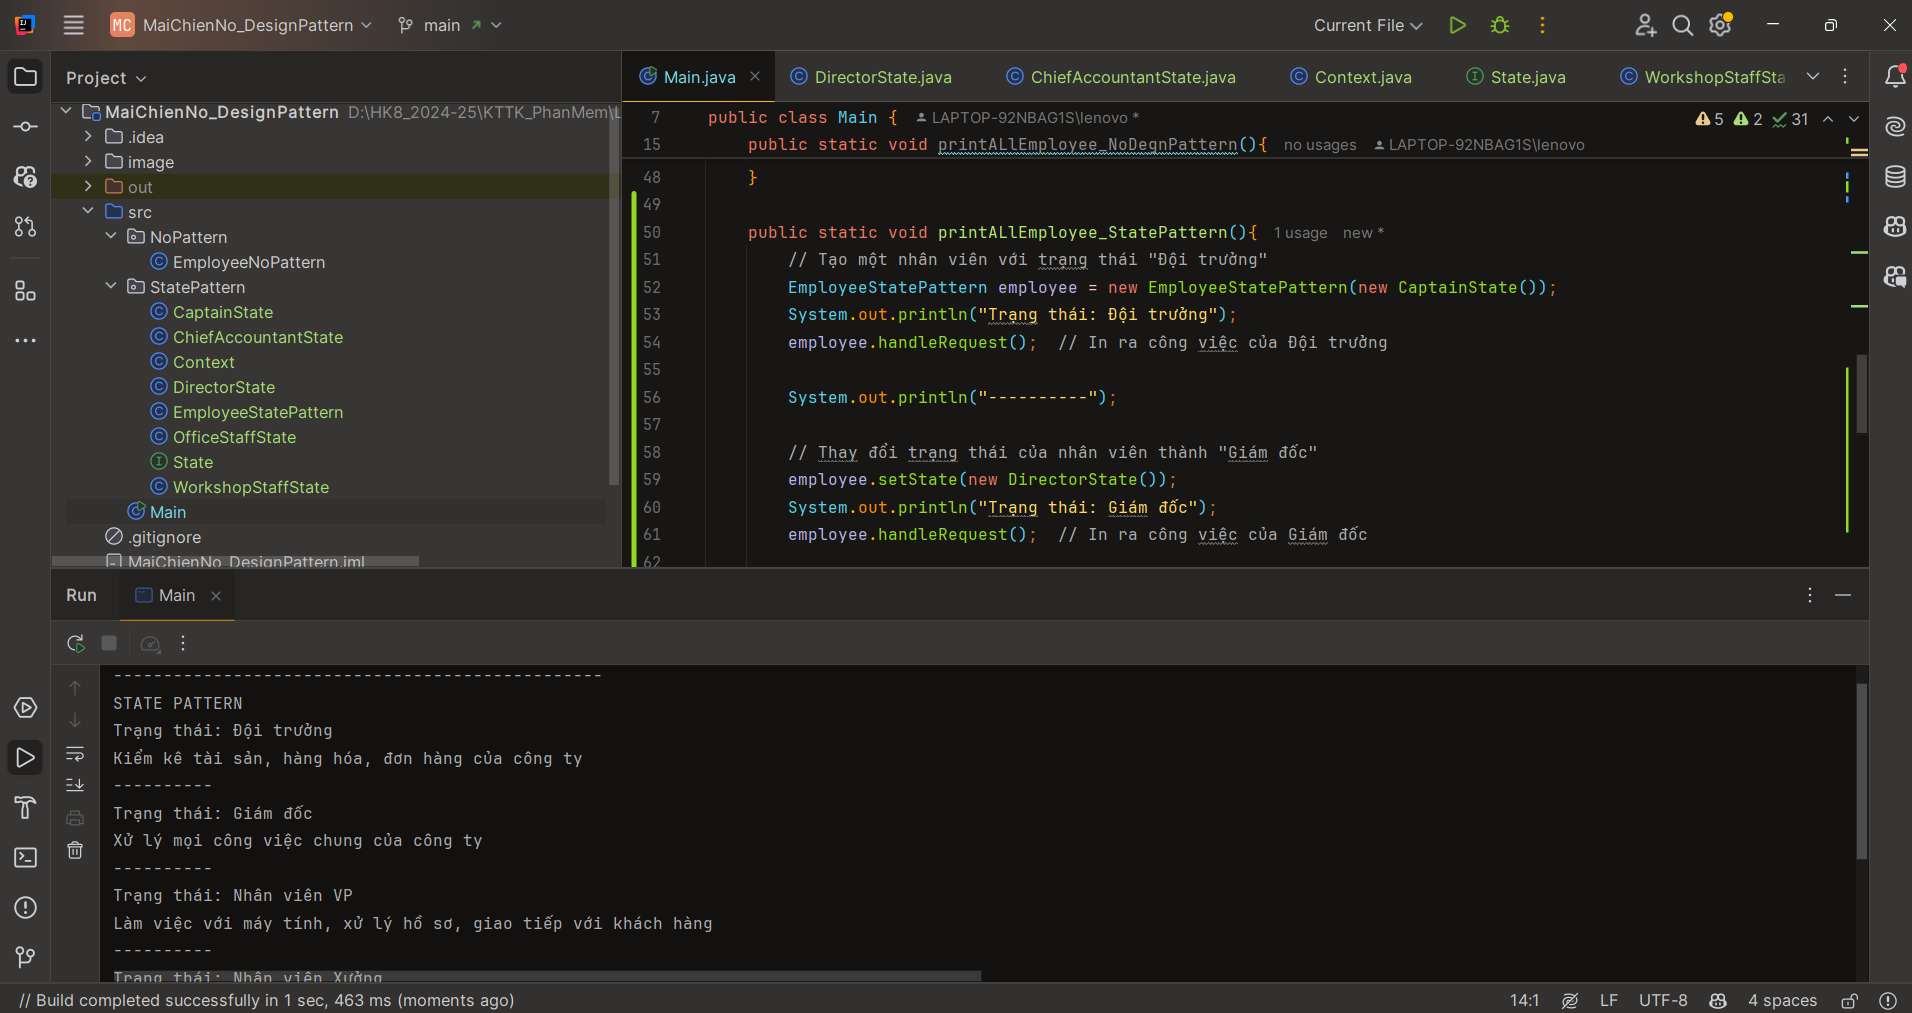 MC MaiChienNo_DesignPattern main Current File
Project
Main.java DirectorState.java ChiefAccountantState.java Context.java State.java WorkshopStaffSta
MaiChienNo_DesignPattern D:\HK8_2024-25\KTTK_PhanMem\L
.idea
image
out
src
NoPattern
EmployeeNoPattern
StatePattern
CaptainState
ChiefAccountantState
Context
DirectorState
EmployeeStatePattern
OfficeStaffState
State
WorkshopStaffState
Main
.gitignore
MaiChienNo_DesignPattern.iml
7 public class Main { LAPTOP-92NBAG1S\lenovo *
5 2 31
15 public static void printALlEmployee_NoDegnPattern(){ no usages LAPTOP-92NBAG1S\lenovo
48 }
49
50 public static void printALlEmployee_StatePattern(){ 1 usage new *
51 // Tạo một nhân viên với trạng thái "Đội trưởng"
52 EmployeeStatePattern employee = new EmployeeStatePattern(new CaptainState());
53 System.out.println("Trạng thái: Đội trưởng");
54 employee.handleRequest(); // In ra công việc của Đội trưởng
55
56 System.out.println("----------");
57
58 // Thay đổi trạng thái của nhân viên thành "Giám đốc"
59 employee.setState(new DirectorState());
60 System.out.println("Trạng thái: Giám đốc");
61 employee.handleRequest(); // In ra công việc của Giám đốc
62
Run Main
-------------------------------------------------
STATE PATTERN
Trạng thái: Đội trưởng
Kiểm kê tài sản, hàng hóa, đơn hàng của công ty
----------
Trạng thái: Giám đốc
Xử lý mọi công việc chung của công ty
----------
Trạng thái: Nhân viên VP
Làm việc với máy tính, xử lý hồ sơ, giao tiếp với khách hàng
----------
Trạng thái: Nhân viên Xưởng
// Build completed successfully in 1 sec, 463 ms (moments ago) 14:1 LF UTF-8 4 spaces